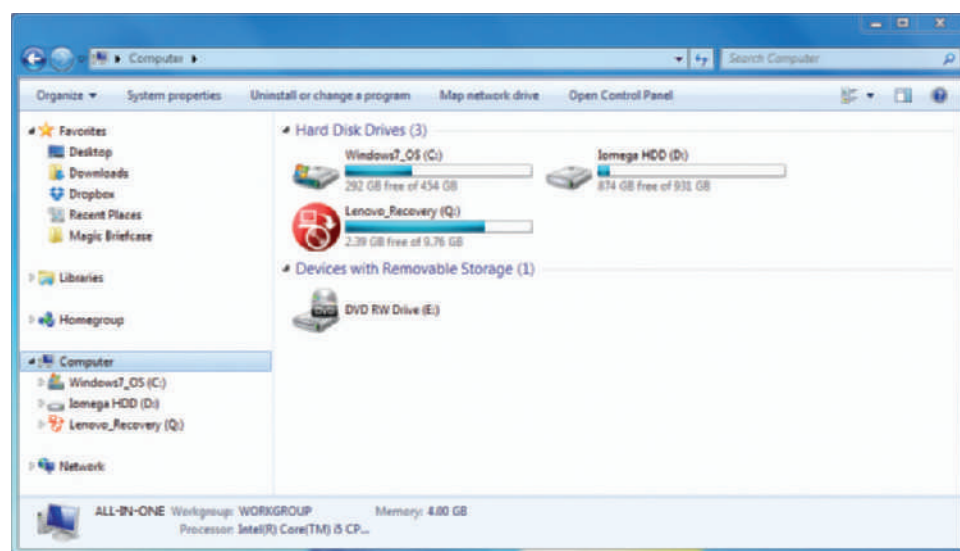 Computer
Search Computer
Organize
System properties
Uninstall or change a program
Map network drive
Open Control Panel
Favorites
Desktop
Downloads
Dropbox
Recent Places
Magic Briefcase
Libraries
Homegroup
Computer
Windows7_OS (C:)
Iomega HDD (D:)
Lenovo_Recovery (Q:)
Network
Hard Disk Drives (3)
Windows7_OS (C:)
292 GB free of 454 GB
Iomega HDD (D:)
874 GB free of 931 GB
Lenovo_Recovery (Q:)
2.39 GB free of 9.76 GB
Devices with Removable Storage (1)
DVD
DVD RW Drive (E:)
ALL-IN-ONE Workgroup: WORKGROUP Memory: 4.00 GB
Processor: Intel(R) Core(TM) i5 CP...